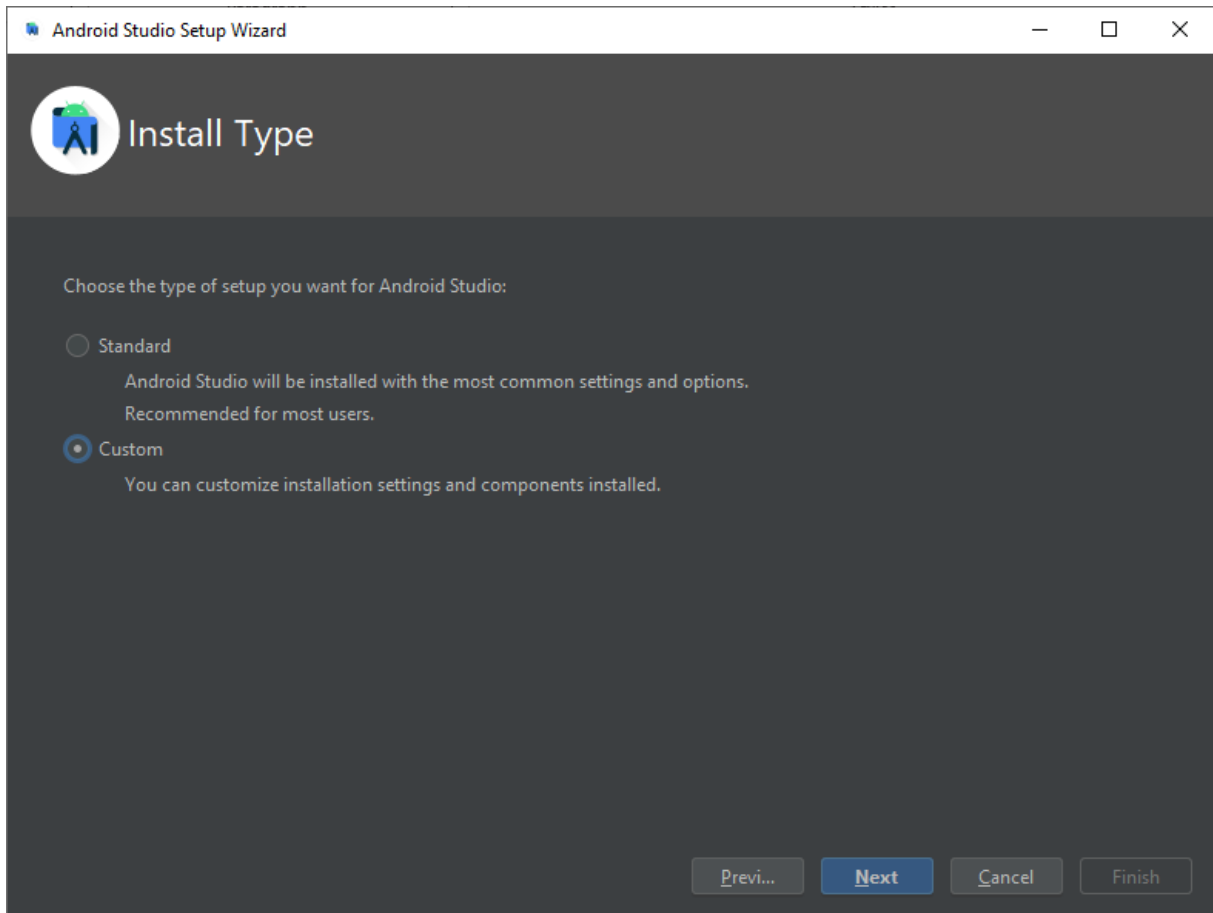 Android Studio Setup Wizard
Install Type
Choose the type of setup you want for Android Studio:
Standard
Android Studio will be installed with the most common settings and options.
Recommended for most users.
Custom
You can customize installation settings and components installed.
Previ... Next Cancel Finish